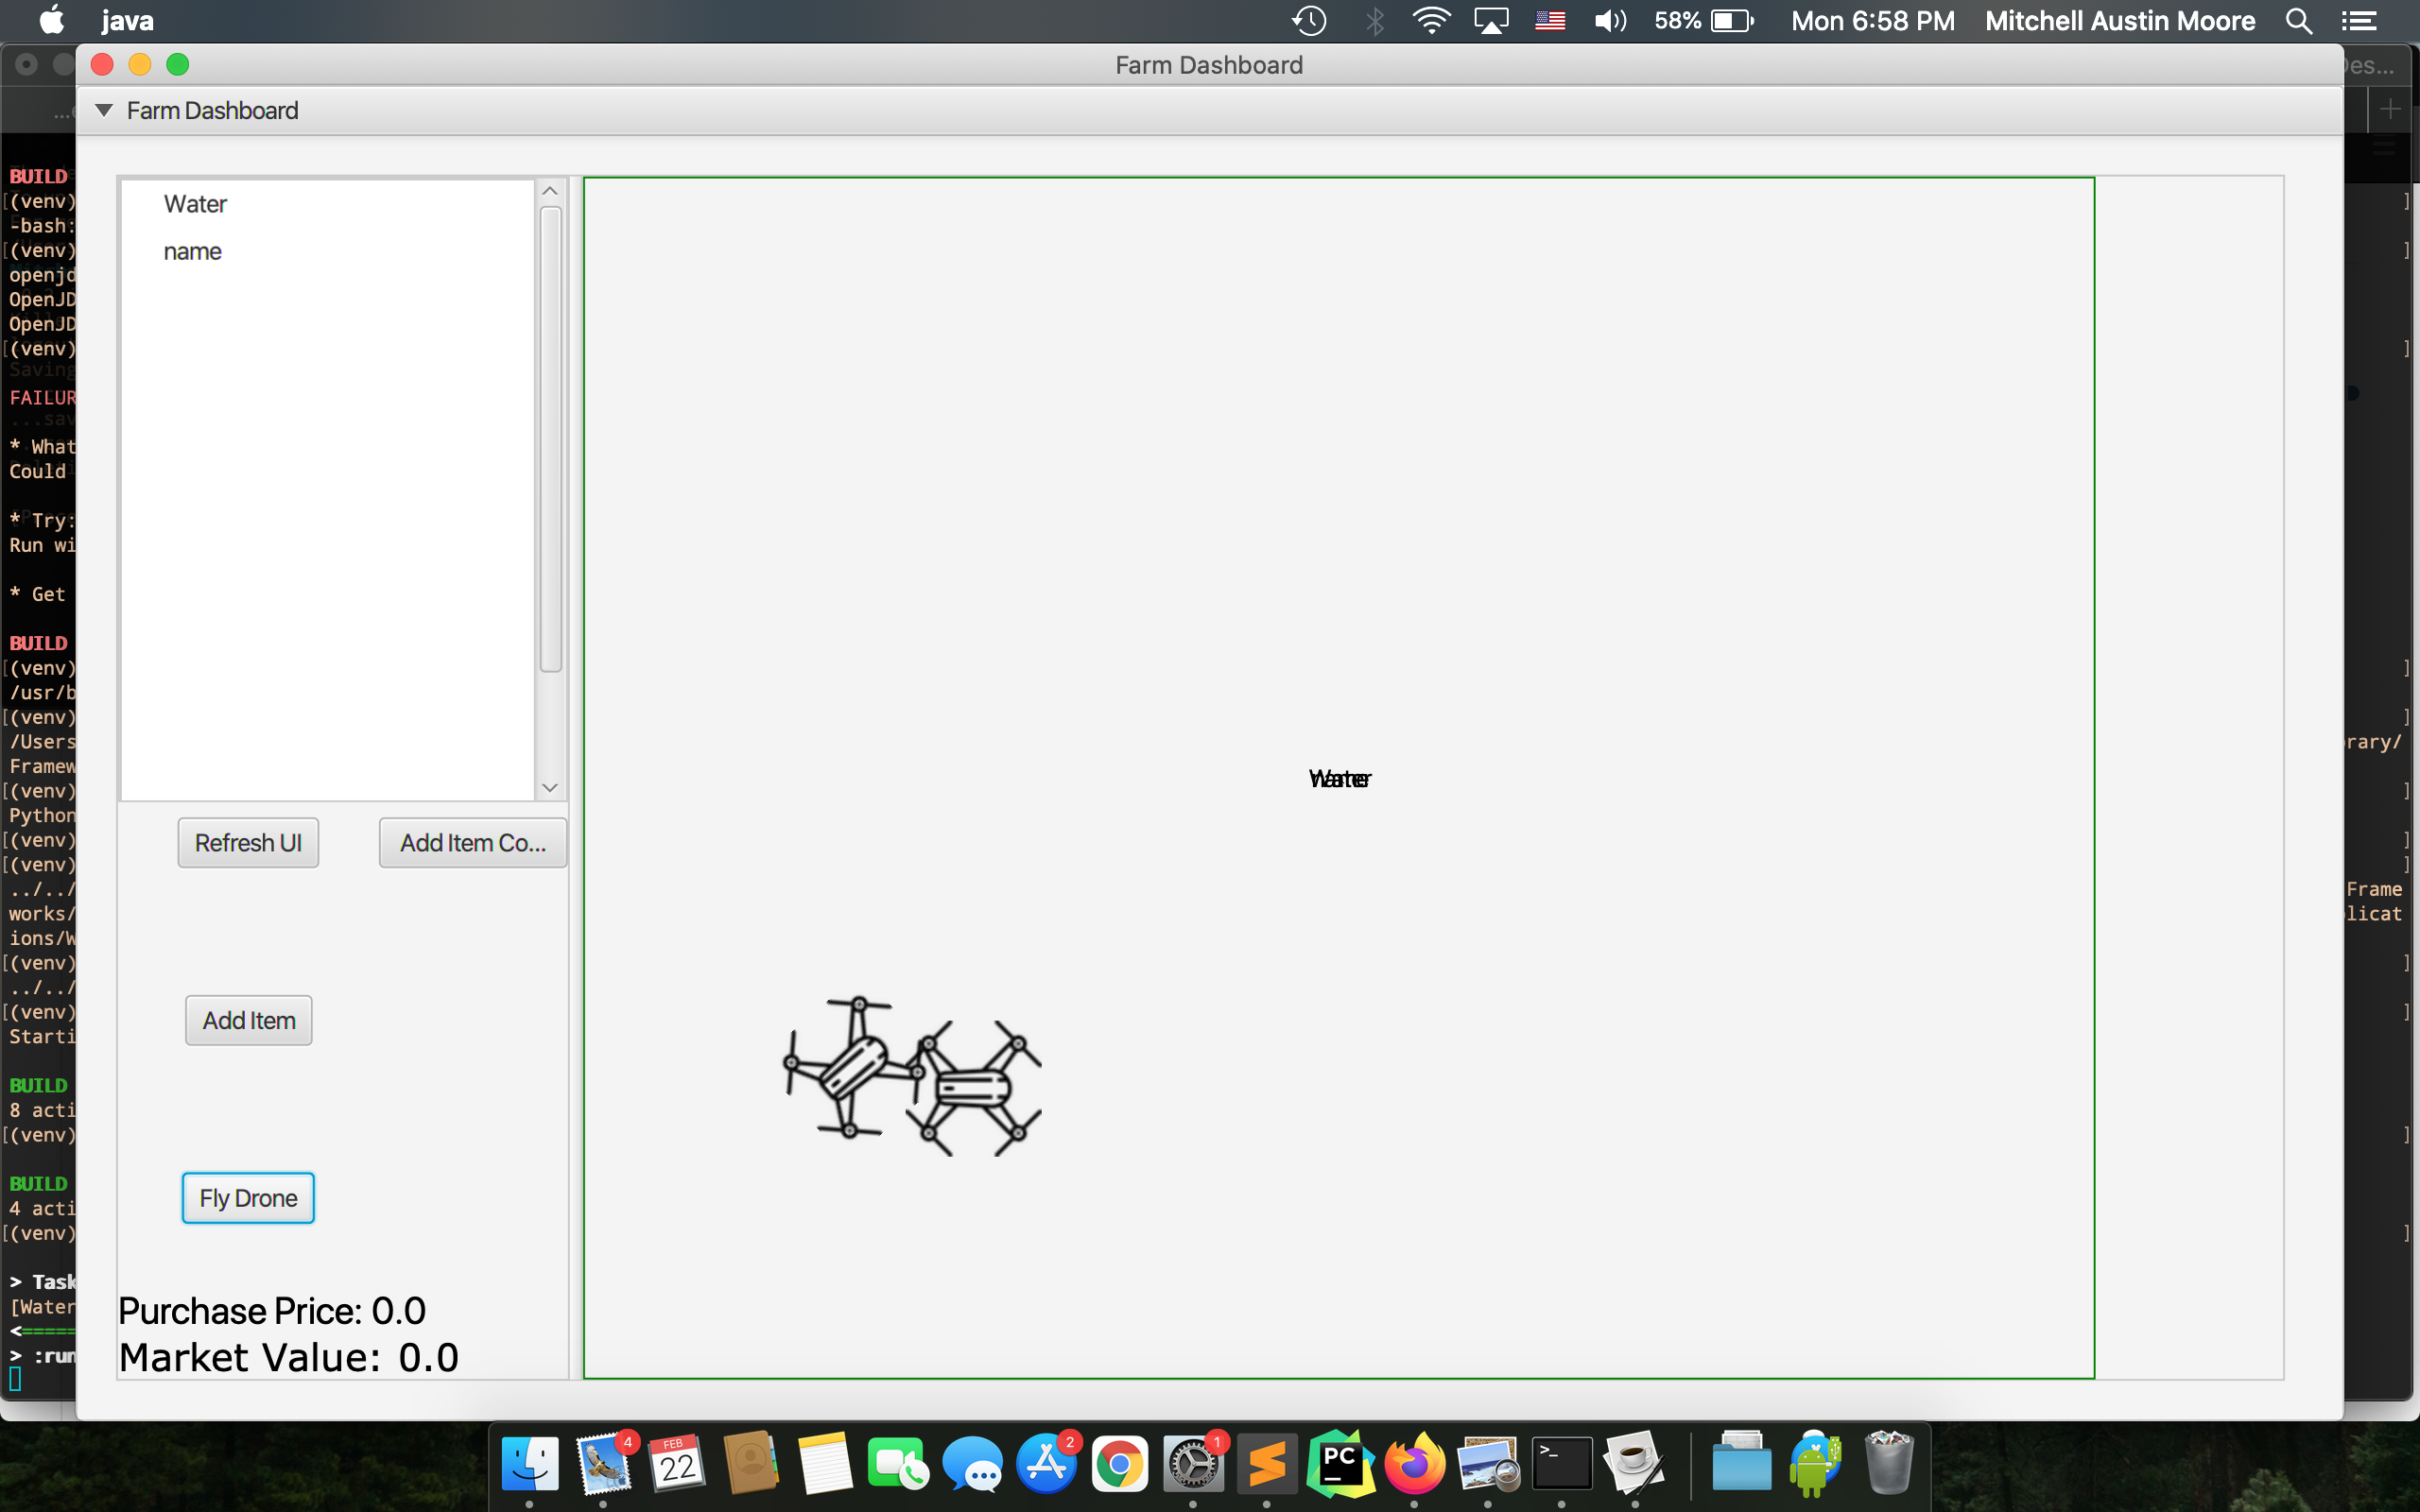 java
58%
Mon 6:58 PM
Mitchell Austin Moore
Farm Dashboard
Des...
Farm Dashboard
Water
name
Refresh UI
Add Item Co...
Add Item
Fly Drone
Purchase Price: 0.0
Market Value: 0.0
Water
name
BUILD
(venv)
-bash:
(venv)
openjd
OpenJD
OpenJD
(venv)
Saving
FAILUR
...sav
* What
Could
* Try:
Run wi
* Get
BUILD
(venv)
/usr/b
(venv)
/Users
rary/
Framew
(venv)
Python
(venv)
(venv)
../../
Frame
works/
licat
ions/W
(venv)
../../
(venv)
Starti
BUILD
8 acti
(venv)
BUILD
4 acti
(venv)
> Task
[Water
<=====
> :run
4
FEB
22
2
1
PC
>_